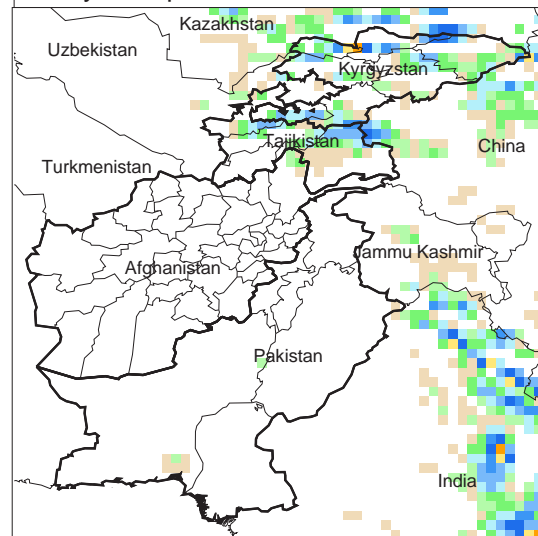 Kazakhstan
Uzbekistan
Kyrgyzstan
Tajikistan
China
Turkmenistan
Jammu Kashmir
Afghanistan
Pakistan
India